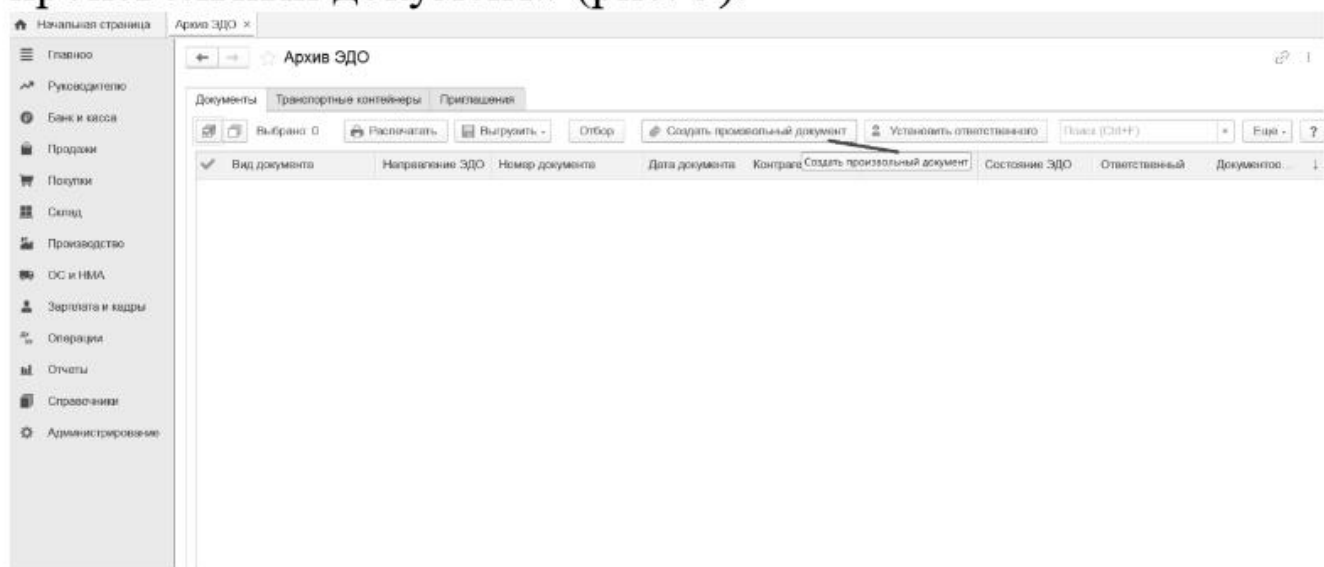 Начальная страница
Архив ЭДО ×
Главное
Руководителю
Банк и касса
Продажи
Покупки
Склад
Производство
ОС и НМА
Зарплата и кадры
Операции
Отчеты
Справочники
Администрирование
Архив ЭДО
Документы Транспортные контейнеры Приглашения
Выбрано: 0 Распечатать Выгрузить Отбор Создать произвольный документ Установить ответственного Поиск (Ctrl+F) × Еще ?
Вид документа Направление ЭДО Номер документа Дата документа Контраге Состояние ЭДО Ответственный Документоо...
Создать произвольный документ